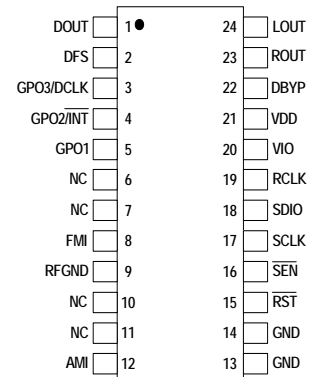 DOUT 1 24 LOUT
DFS 2 23 ROUT
GPO3/DCLK 3 22 DBYP
GPO2/INT 4 21 VDD
GPO1 5 20 VIO
NC 6 19 RCLK
NC 7 18 SDIO
FMI 8 17 SCLK
RFGND 9 16 SEN
NC 10 15 RST
NC 11 14 GND
AMI 12 13 GND